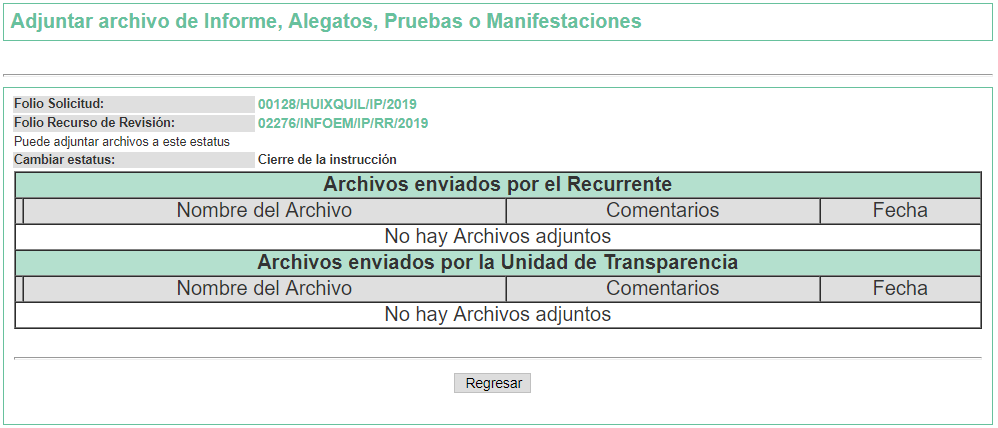 Adjuntar archivo de Informe, Alegatos, Pruebas o Manifestaciones
Folio Solicitud: 00128/HUIXQUIL/IP/2019
Folio Recurso de Revisión: 02276/INFOEM/IP/RR/2019
Puede adjuntar archivos a este estatus
Cambiar estatus: Cierre de la instrucción
Archivos enviados por el Recurrente
Nombre del Archivo Comentarios Fecha
No hay Archivos adjuntos
Archivos enviados por la Unidad de Transparencia
Nombre del Archivo Comentarios Fecha
No hay Archivos adjuntos
Regresar